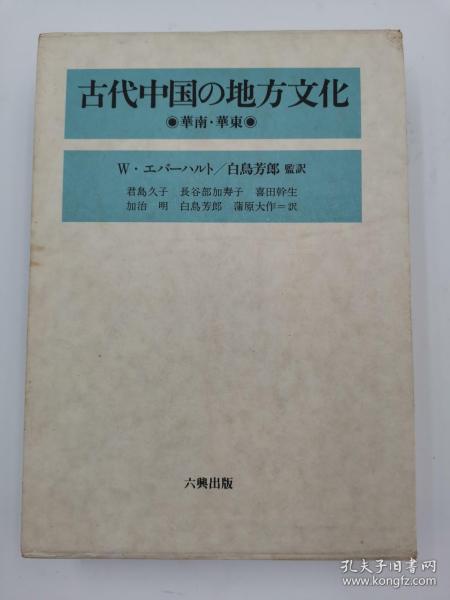 古代中国の地方文化
◉華南・華東◉
W・エバーハルト／白鳥芳郎 監訳
君島久子 長谷部加寿子 喜田幹生
加治 明 白鳥芳郎 蒲原大作＝訳
六興出版
孔夫子旧书网
www.kongfz.com